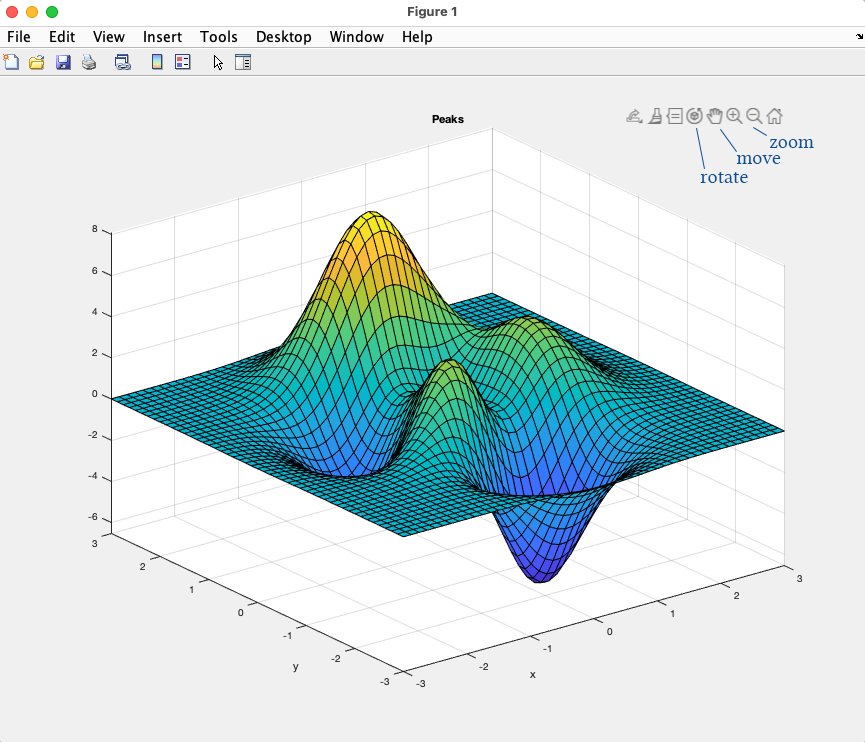 Figure 1
File Edit View Insert Tools Desktop Window Help
Peaks
zoom
move
rotate
8
6
4
2
0
-2
-4
-6
3
2
1
0
-1
-2
-3
y
-3
-2
-1
0
1
2
3
x